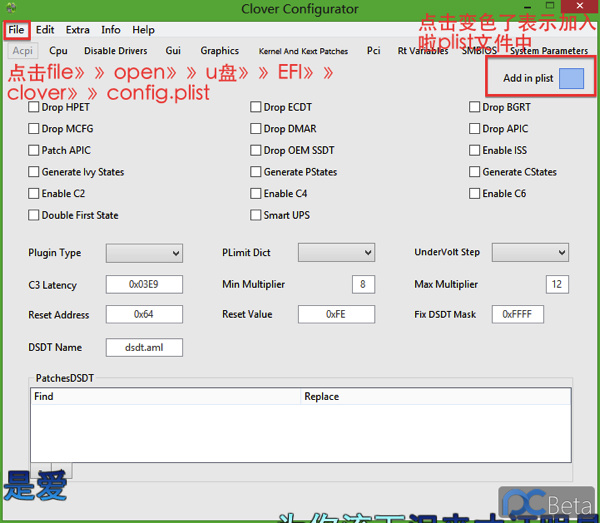 Clover Configurator
File Edit Extra Info Help
点击变色了表示加入
啦plist文件中
Acpi Cpu Disable Drivers Gui Graphics Kernel And Kext Patches Pci Rt Variables SMBIOS System Parameters
点击file》》open》》u盘》》EFI》》
clover》》config.plist
Add in plist
Drop HPET Drop ECDT Drop BGRT
Drop MCFG Drop DMAR Drop APIC
Patch APIC Drop OEM SSDT Enable ISS
Generate Ivy States Generate PStates Generate CStates
Enable C2 Enable C4 Enable C6
Double First State Smart UPS
Plugin Type PLimit Dict UnderVolt Step
C3 Latency 0x03E9 Min Multiplier 8 Max Multiplier 12
Reset Address 0x64 Reset Value 0xFE Fix DSDT Mask 0xFFFF
DSDT Name dsdt.aml
PatchesDSDT
Find Replace
是爱
PCBeta